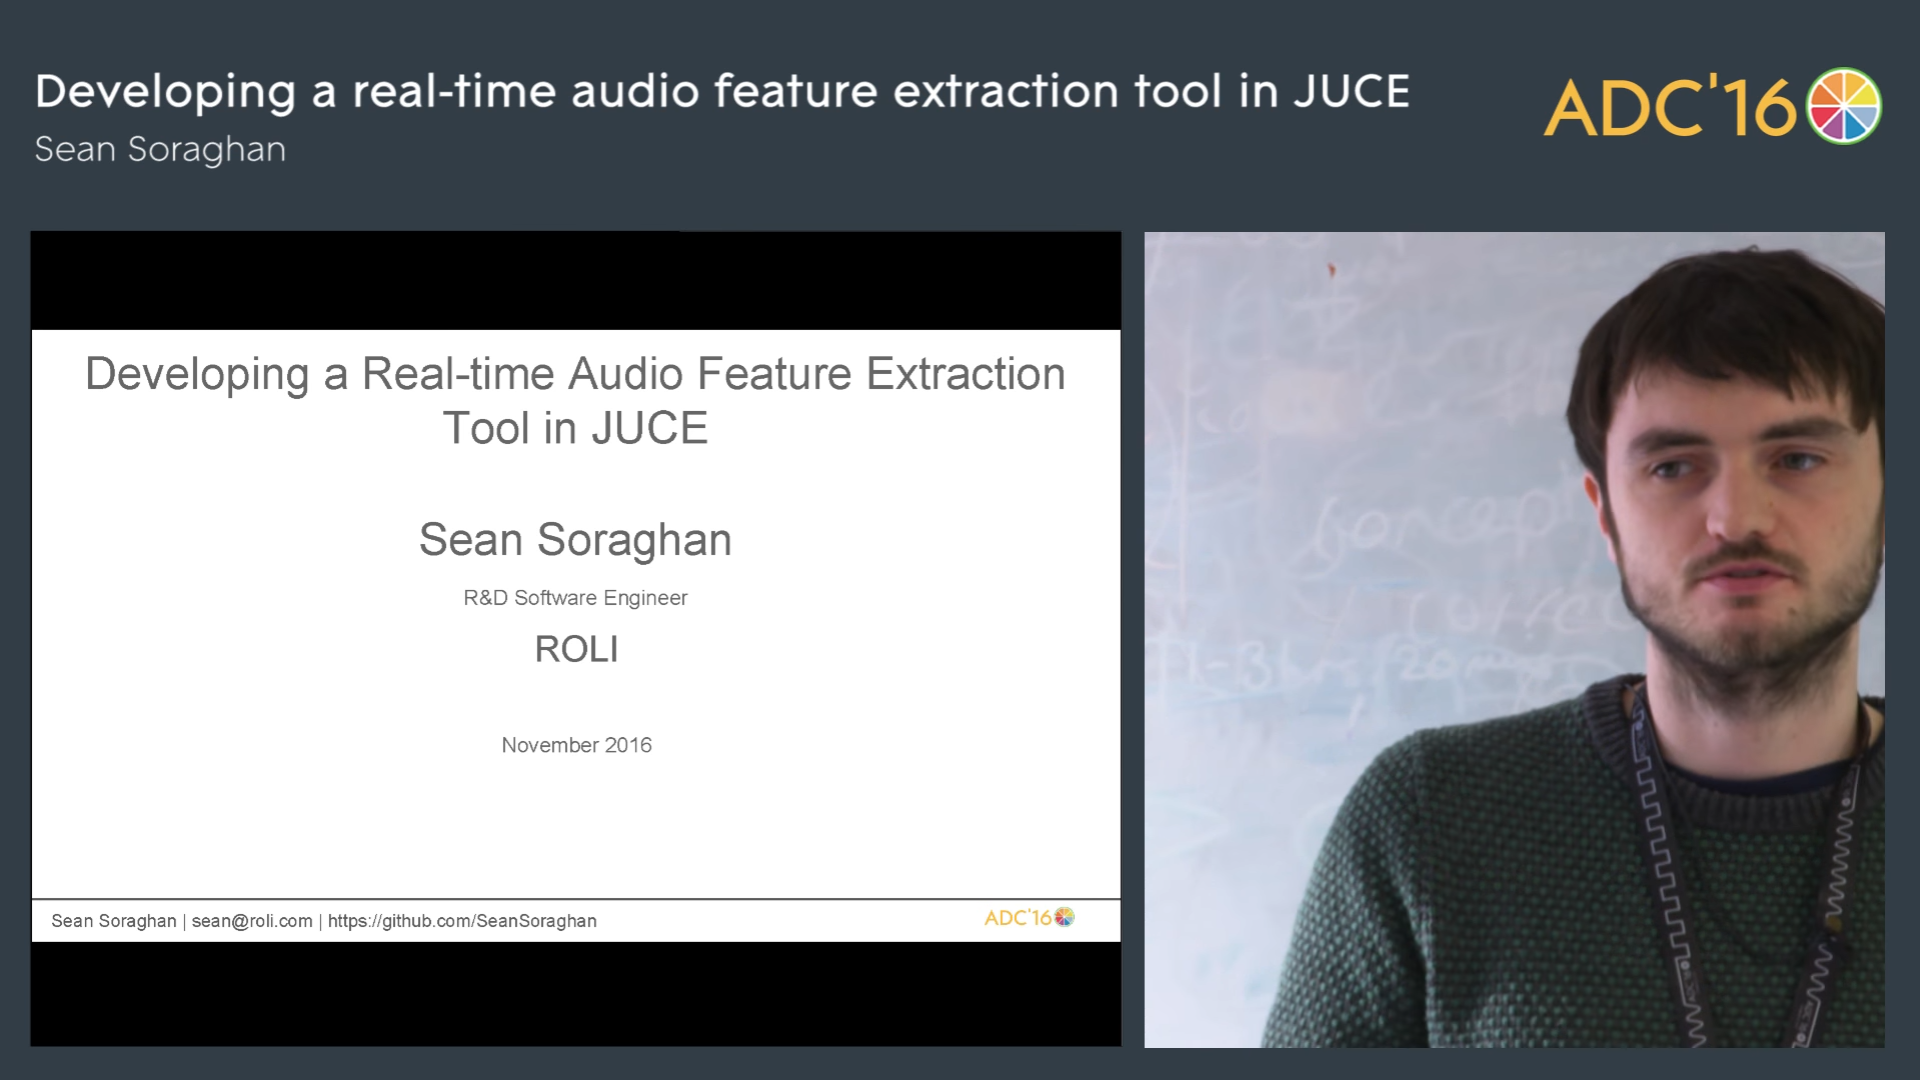 Developing a real-time audio feature extraction tool in JUCE
Sean Soraghan
ADC'16
Developing a Real-time Audio Feature Extraction
Tool in JUCE
Sean Soraghan
R&D Software Engineer
ROLI
November 2016
Sean Soraghan | sean@roli.com | https://github.com/SeanSoraghan
ADC'16